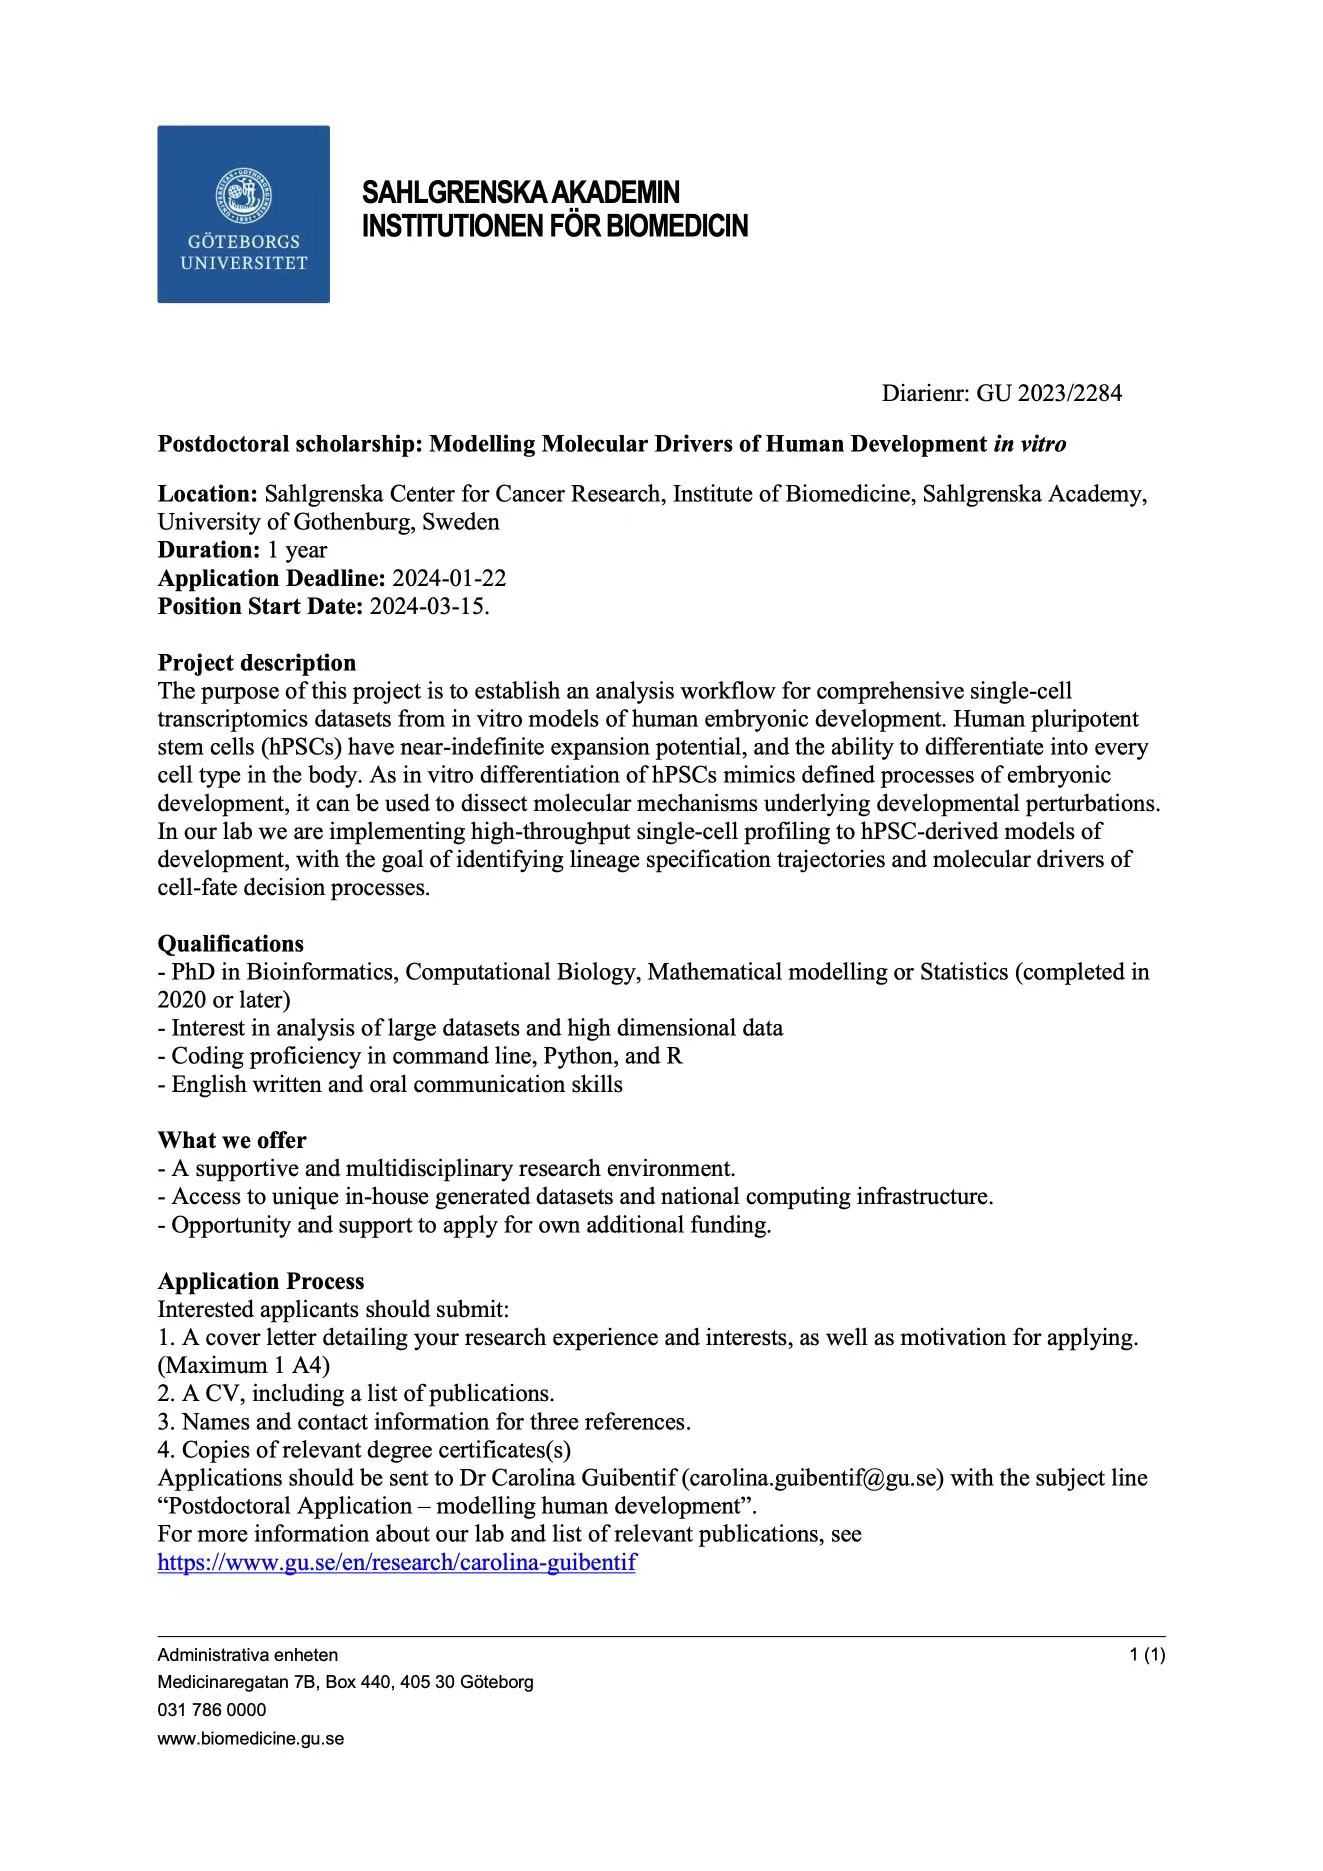 GÖTEBORGS
UNIVERSITET
SAHLGRENSKA AKADEMIN
INSTITUTIONEN FÖR BIOMEDICIN
Diarienr: GU 2023/2284
Postdoctoral scholarship: Modelling Molecular Drivers of Human Development in vitro
Location: Sahlgrenska Center for Cancer Research, Institute of Biomedicine, Sahlgrenska Academy,
University of Gothenburg, Sweden
Duration: 1 year
Application Deadline: 2024-01-22
Position Start Date: 2024-03-15.
Project description
The purpose of this project is to establish an analysis workflow for comprehensive single-cell
transcriptomics datasets from in vitro models of human embryonic development. Human pluripotent
stem cells (hPSCs) have near-indefinite expansion potential, and the ability to differentiate into every
cell type in the body. As in vitro differentiation of hPSCs mimics defined processes of embryonic
development, it can be used to dissect molecular mechanisms underlying developmental perturbations.
In our lab we are implementing high-throughput single-cell profiling to hPSC-derived models of
development, with the goal of identifying lineage specification trajectories and molecular drivers of
cell-fate decision processes.
Qualifications
- PhD in Bioinformatics, Computational Biology, Mathematical modelling or Statistics (completed in
2020 or later)
- Interest in analysis of large datasets and high dimensional data
- Coding proficiency in command line, Python, and R
- English written and oral communication skills
What we offer
- A supportive and multidisciplinary research environment.
- Access to unique in-house generated datasets and national computing infrastructure.
- Opportunity and support to apply for own additional funding.
Application Process
Interested applicants should submit:
1. A cover letter detailing your research experience and interests, as well as motivation for applying.
(Maximum 1 A4)
2. A CV, including a list of publications.
3. Names and contact information for three references.
4. Copies of relevant degree certificates(s)
Applications should be sent to Dr Carolina Guibentif (carolina.guibentif@gu.se) with the subject line
“Postdoctoral Application – modelling human development”.
For more information about our lab and list of relevant publications, see
https://www.gu.se/en/research/carolina-guibentif
Administrativa enheten
1 (1)
Medicinaregatan 7B, Box 440, 405 30 Göteborg
031 786 0000
www.biomedicine.gu.se